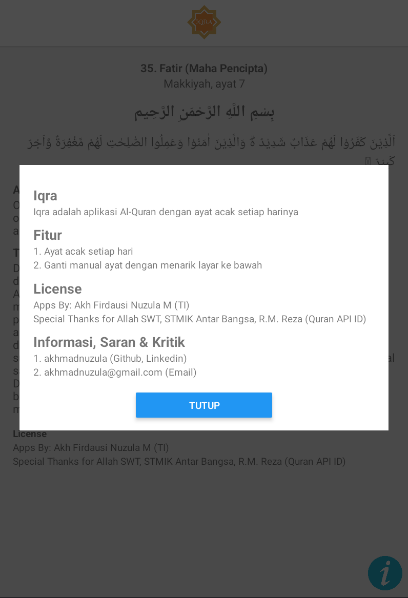 35. Fatir (Maha Pencipta)
Makkiyah, ayat 7
بِسْمِ اللَّهِ الرَّحْمَنِ الرَّحِيمِ
اَلَّذِيْنَ كَفَرُوْا لَهُمْ عَذَابٌ شَدِيْدٌ ەۗ وَالَّذِيْنَ اٰمَنُوْا وَعَمِلُوا الصّٰلِحٰتِ لَهُمْ مَّغْفِرَةٌ وَّاَجْرٌ
كَبِيْرٌ
Iqra
Iqra adalah aplikasi Al-Quran dengan ayat acak setiap harinya
Fitur
1. Ayat acak setiap hari
2. Ganti manual ayat dengan menarik layar ke bawah
License
Apps By: Akh Firdausi Nuzula M (TI)
Special Thanks for Allah SWT, STMIK Antar Bangsa, R.M. Reza (Quran API ID)
Informasi, Saran & Kritik
1. akhmadnuzula (Github, Linkedin)
2. akhmadnuzula@gmail.com (Email)
TUTUP
License
Apps By: Akh Firdausi Nuzula M (TI)
Special Thanks for Allah SWT, STMIK Antar Bangsa, R.M. Reza (Quran API ID)